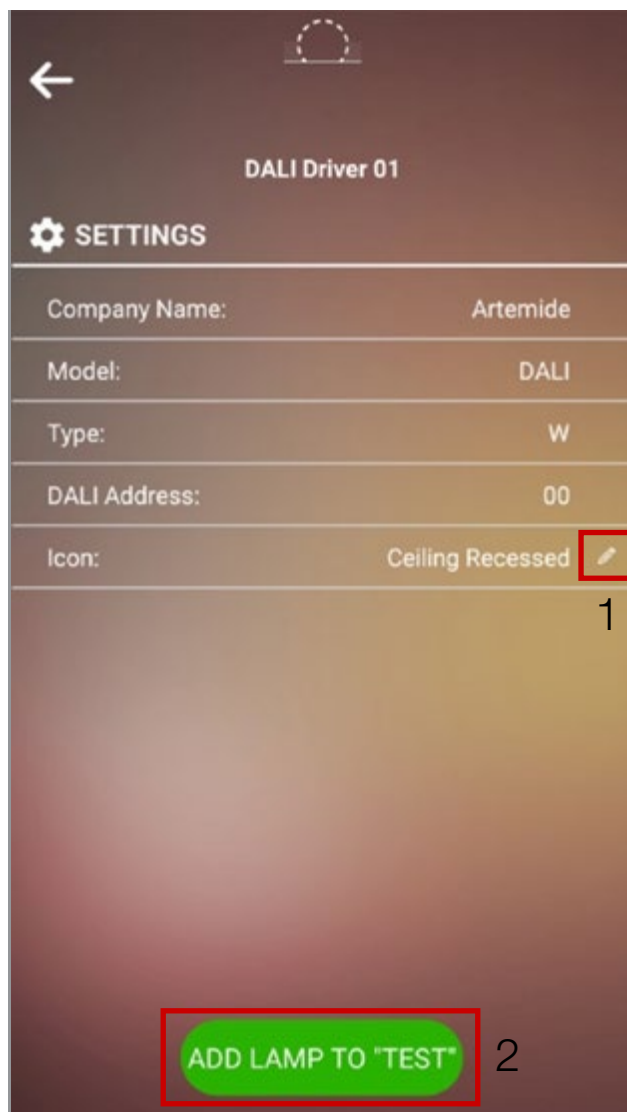 DALI Driver 01
SETTINGS
Company Name: Artemide
Model: DALI
Type: W
DALI Address: 00
Icon: Ceiling Recessed
1
ADD LAMP TO "TEST" 2